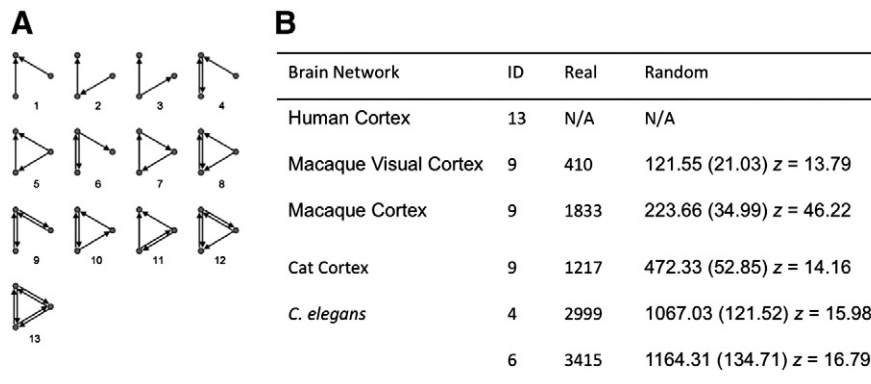 A
1 2 3 4
5 6 7 8
9 10 11 12
13
B
Brain Network ID Real Random
Human Cortex 13 N/A N/A
Macaque Visual Cortex 9 410 121.55 (21.03) z = 13.79
Macaque Cortex 9 1833 223.66 (34.99) z = 46.22
Cat Cortex 9 1217 472.33 (52.85) z = 14.16
C. elegans 4 2999 1067.03 (121.52) z = 15.98
6 3415 1164.31 (134.71) z = 16.79